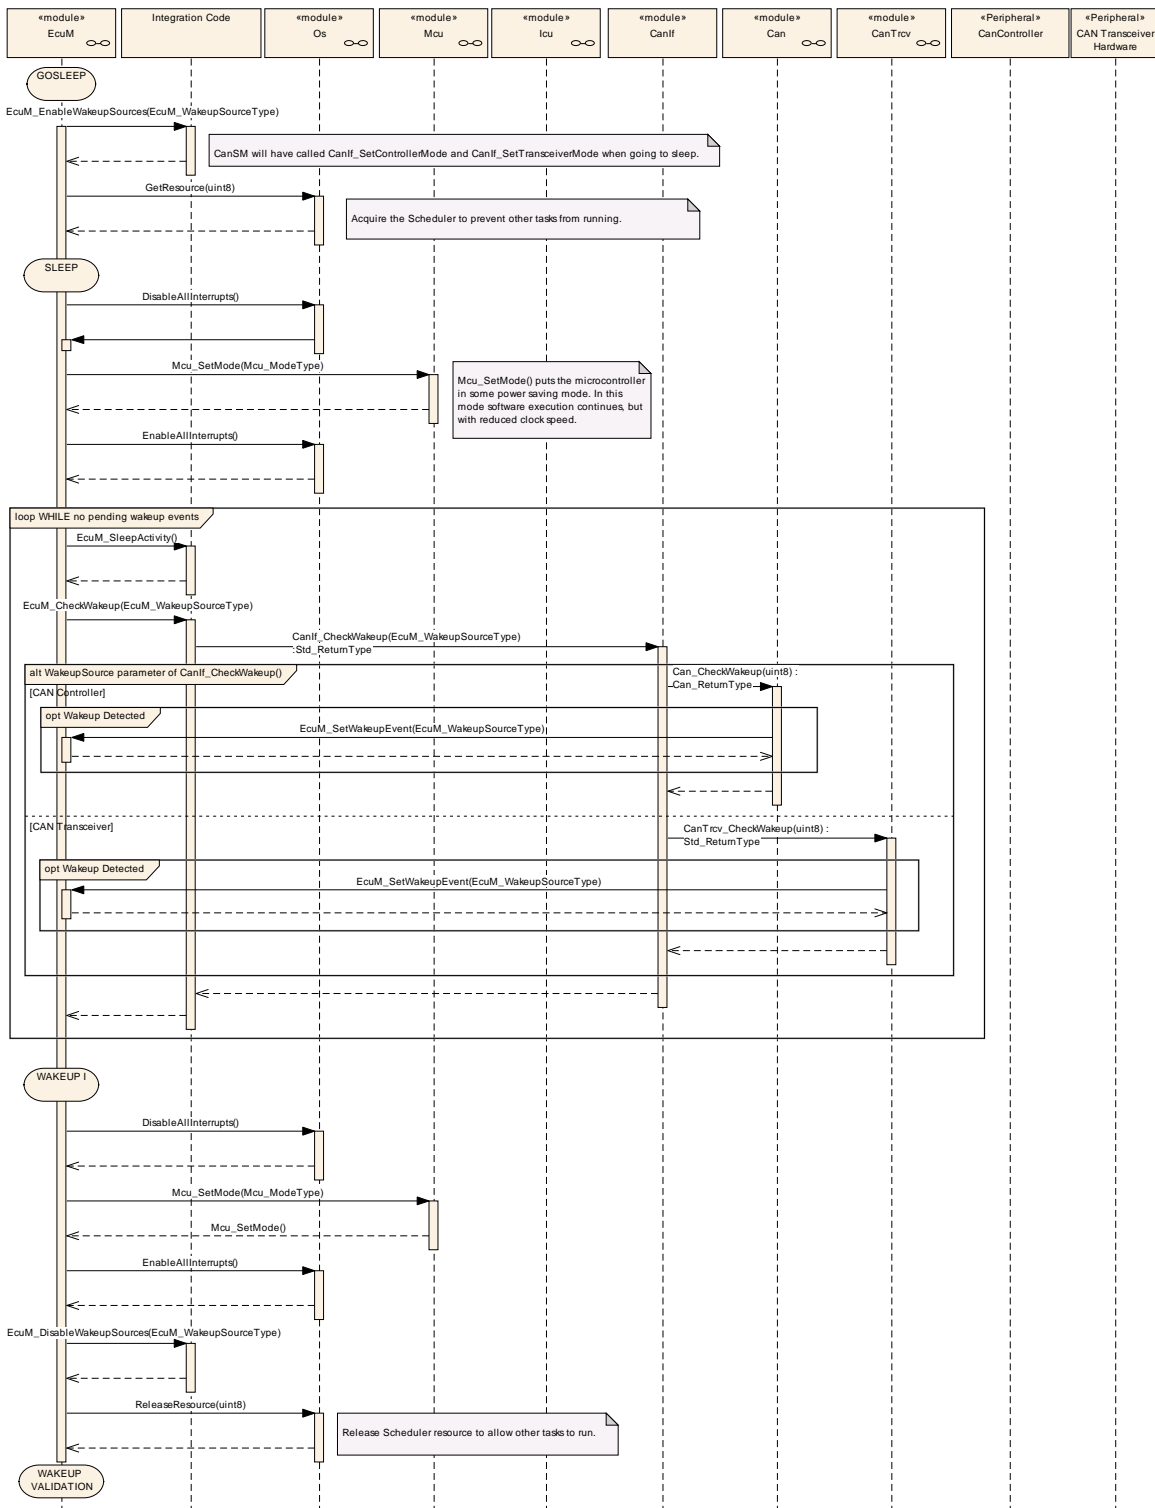 «module»
EcuM
Integration Code
«module»
Os
«module»
Mcu
«module»
Icu
«module»
CanIf
«module»
Can
«module»
CanTrcv
«Peripheral»
CanController
«Peripheral»
CAN Transceiver
Hardware
GOSLEEP
EcuM_EnableWakeupSources(EcuM_WakeupSourceType)
CanSM will have called CanIf_SetControllerMode and CanIf_SetTransceiverMode when going to sleep.
GetResource(uint8)
Acquire the Scheduler to prevent other tasks from running.
SLEEP
DisableAllInterrupts()
Mcu_SetMode(Mcu_ModeType)
Mcu_SetMode() puts the microcontroller
in some power saving mode. In this
mode software execution continues, but
with reduced clock speed.
EnableAllInterrupts()
loop WHILE no pending wakeup events
EcuM_SleepActivity()
EcuM_CheckWakeup(EcuM_WakeupSourceType)
CanIf_CheckWakeup(EcuM_WakeupSourceType)
:Std_ReturnType
alt WakeupSource parameter of CanIf_CheckWakeup()
Can_CheckWakeup(uint8) :
Can_ReturnType
[CAN Controller]
opt Wakeup Detected
EcuM_SetWakeupEvent(EcuM_WakeupSourceType)
[CAN Transceiver]
CanTrcv_CheckWakeup(uint8) :
Std_ReturnType
opt Wakeup Detected
EcuM_SetWakeupEvent(EcuM_WakeupSourceType)
WAKEUP I
DisableAllInterrupts()
Mcu_SetMode(Mcu_ModeType)
Mcu_SetMode()
EnableAllInterrupts()
EcuM_DisableWakeupSources(EcuM_WakeupSourceType)
ReleaseResource(uint8)
Release Scheduler resource to allow other tasks to run.
WAKEUP
VALIDATION